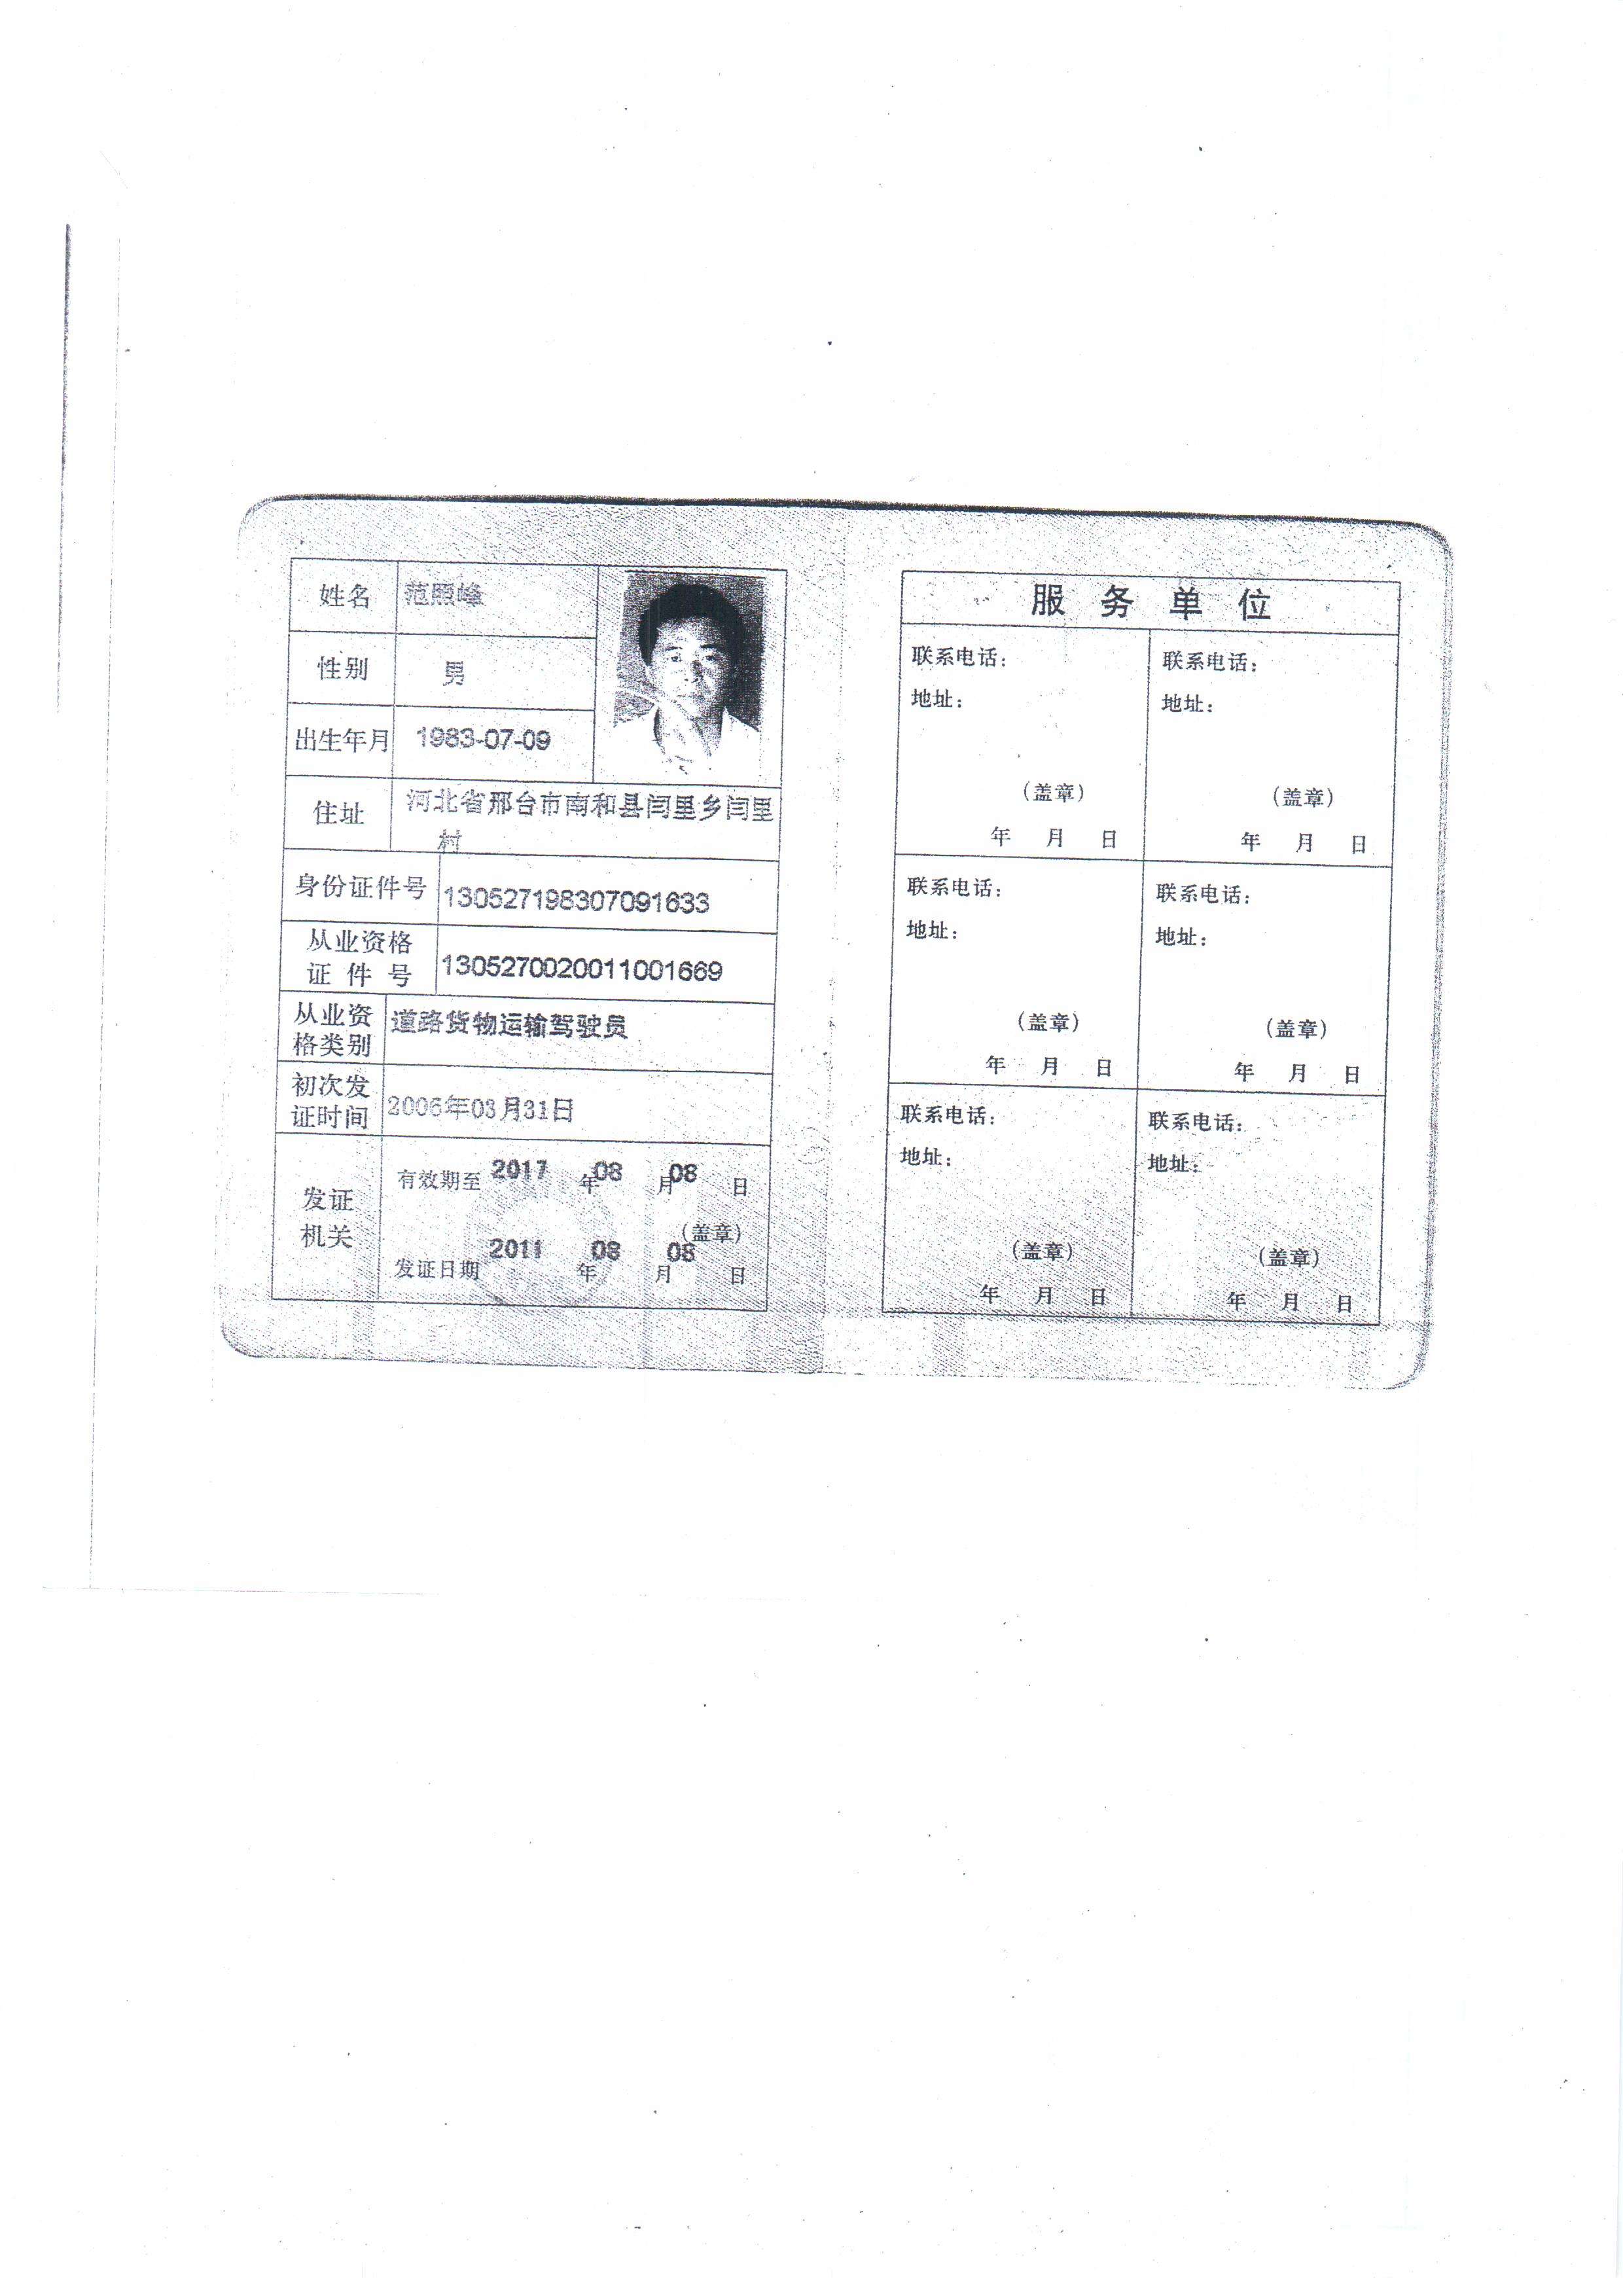 姓名 范照峰
性别 男
出生年月 1983-07-09
住址 河北省邢台市南和县闫里乡闫里
村
身份证件号 130527198307091633
从业资格
证 件 号 1305270020011001669
从业资
格类别 道路货物运输驾驶员
初次发
证时间 2006年03月31日
发证
机关
有效期至 2017 年 08 月 08 日
(盖章)
发证日期 2011 年 08 月 08 日
服 务 单 位
联系电话:
地址:
(盖章)
年 月 日
联系电话:
地址:
(盖章)
年 月 日
联系电话:
地址:
(盖章)
年 月 日
联系电话:
地址:
(盖章)
年 月 日
联系电话:
地址:
(盖章)
年 月 日
联系电话:
地址:
(盖章)
年 月 日